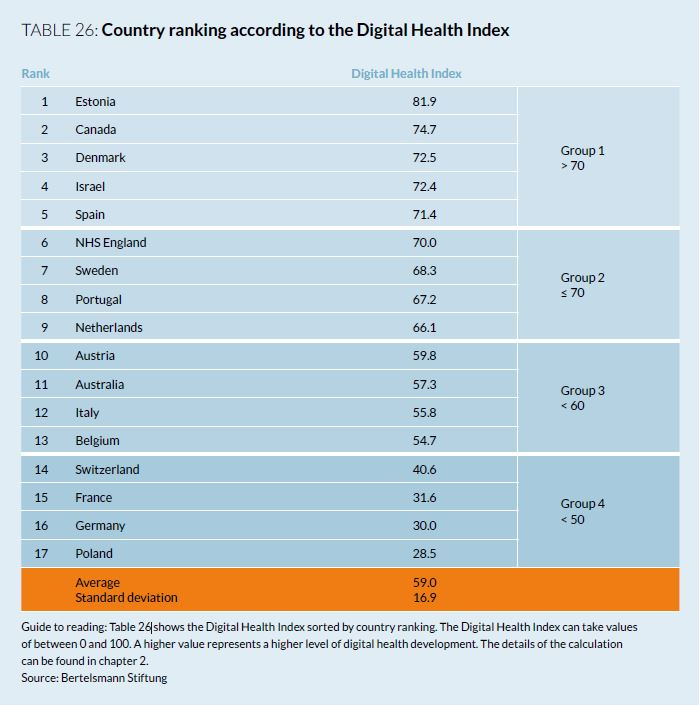 TABLE 26: Country ranking according to the Digital Health Index
Rank Digital Health Index
1 Estonia 81.9
2 Canada 74.7
3 Denmark 72.5
4 Israel 72.4
5 Spain 71.4
Group 1
> 70
6 NHS England 70.0
7 Sweden 68.3
8 Portugal 67.2
9 Netherlands 66.1
Group 2
≤ 70
10 Austria 59.8
11 Australia 57.3
12 Italy 55.8
13 Belgium 54.7
Group 3
< 60
14 Switzerland 40.6
15 France 31.6
16 Germany 30.0
17 Poland 28.5
Group 4
< 50
Average 59.0
Standard deviation 16.9
Guide to reading: Table 26 shows the Digital Health Index sorted by country ranking. The Digital Health Index can take values
of between 0 and 100. A higher value represents a higher level of digital health development. The details of the calculation
can be found in chapter 2.
Source: Bertelsmann Stiftung